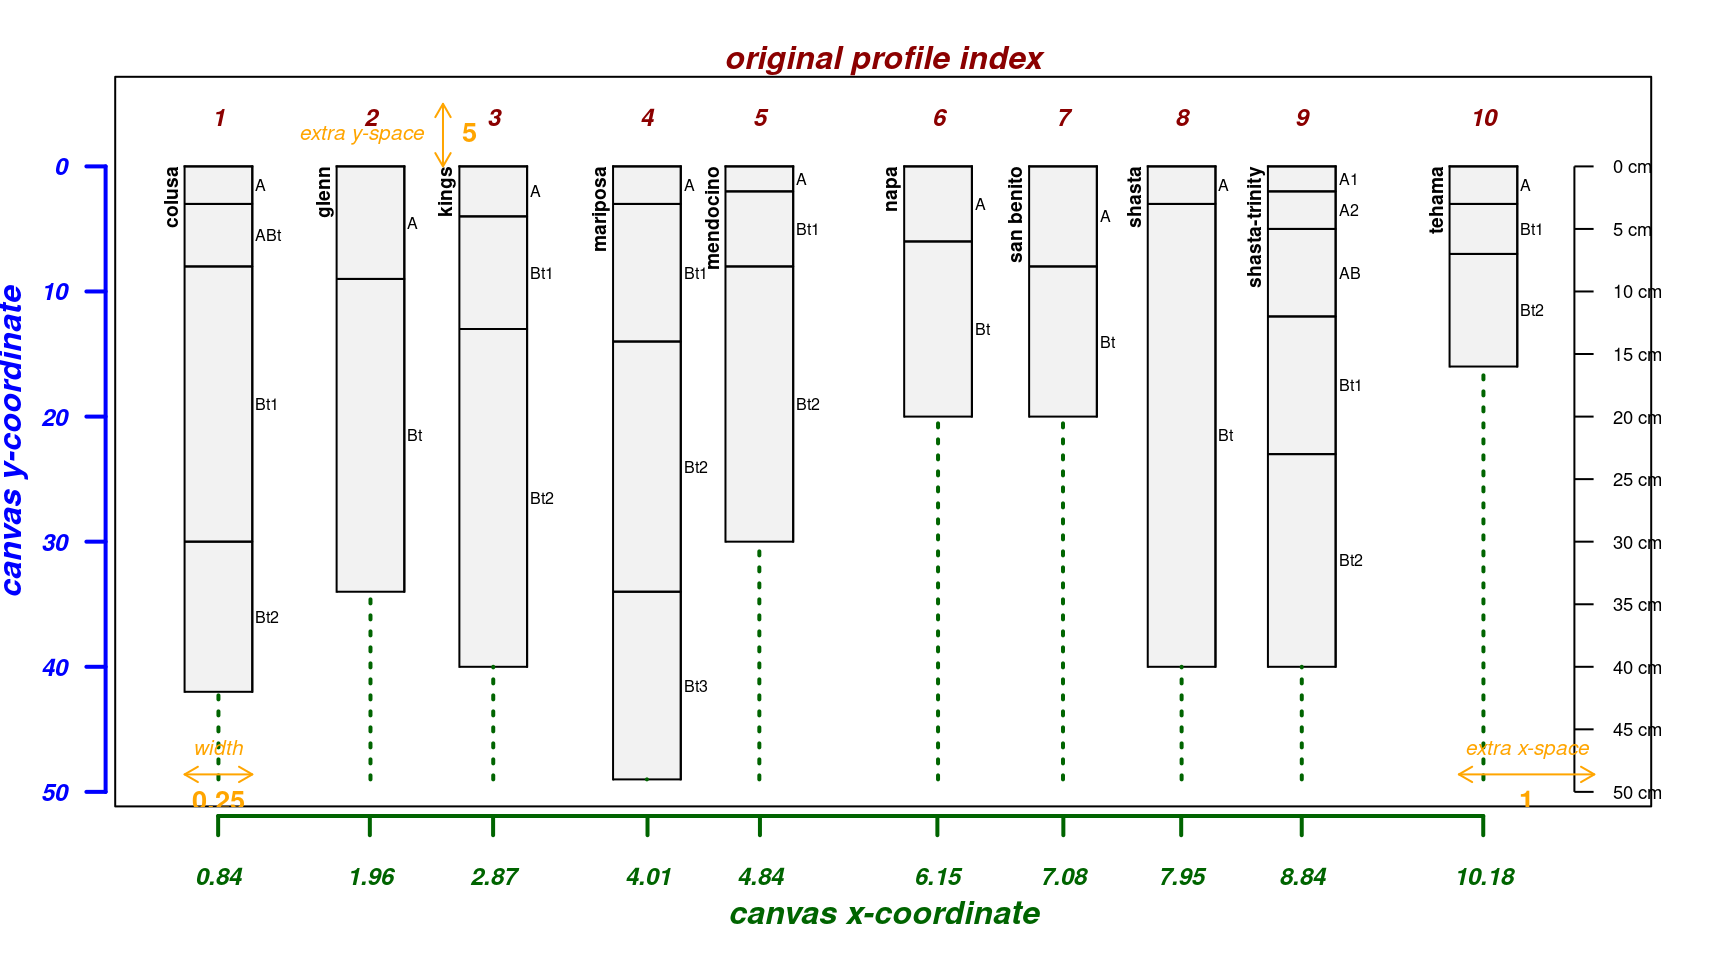 original profile index
1 2 3 4 5 6 7 8 9 10
extra y-space 5
0
10
20
30
40
50
canvas y-coordinate
colusa
A
ABt
Bt1
Bt2
glenn
A
Bt
kings
A
Bt1
Bt2
mariposa
A
Bt1
Bt2
Bt3
mendocino
A
Bt1
Bt2
napa
A
Bt
san benito
A
Bt
shasta
A
Bt
shasta-trinity
A1
A2
AB
Bt1
Bt2
tehama
A
Bt1
Bt2
0 cm
5 cm
10 cm
15 cm
20 cm
25 cm
30 cm
35 cm
40 cm
45 cm
50 cm
width
0.25
extra x-space
1
0.84 1.96 2.87 4.01 4.84 6.15 7.08 7.95 8.84 10.18
canvas x-coordinate